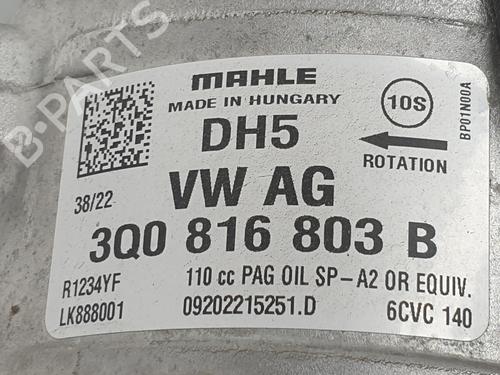 B-PARTS
MAHLE
MADE IN HUNGARY
10S
BP01N00A
DH5
ROTATION
38/22
VW AG
3Q0 816 803 B
R1234YF 110 cc PAG OIL SP-A2 OR EQUIV.
LK888001 09202215251.D 6CVC 140